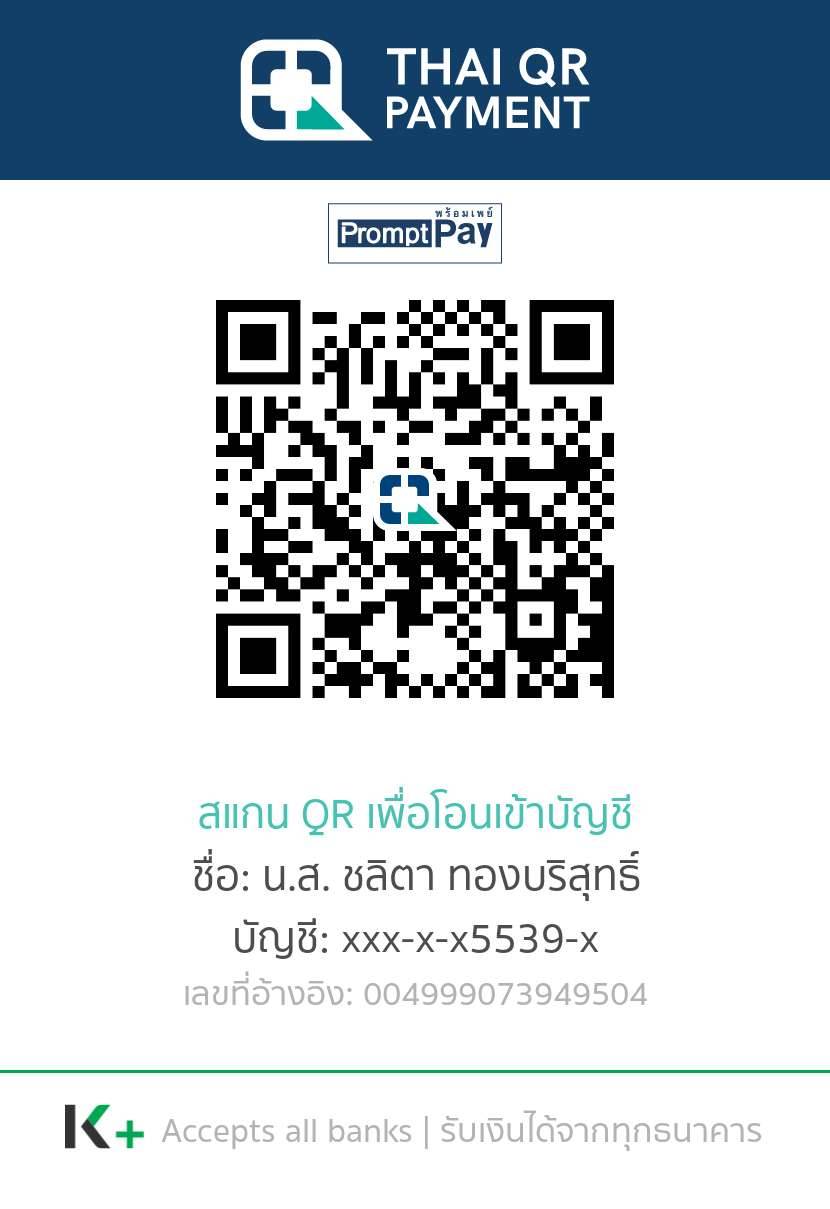 THAI QR
PAYMENT
พร้อมเพย์
PromptPay
สแกน QR เพื่อโอนเข้าบัญชี
ชื่อ: น.ส. ชลิตา ทองบริสุทธิ์
บัญชี: xxx-x-x5539-x
เลขที่อ้างอิง: 004999073949504
K+ Accepts all banks | รับเงินได้จากทุกธนาคาร